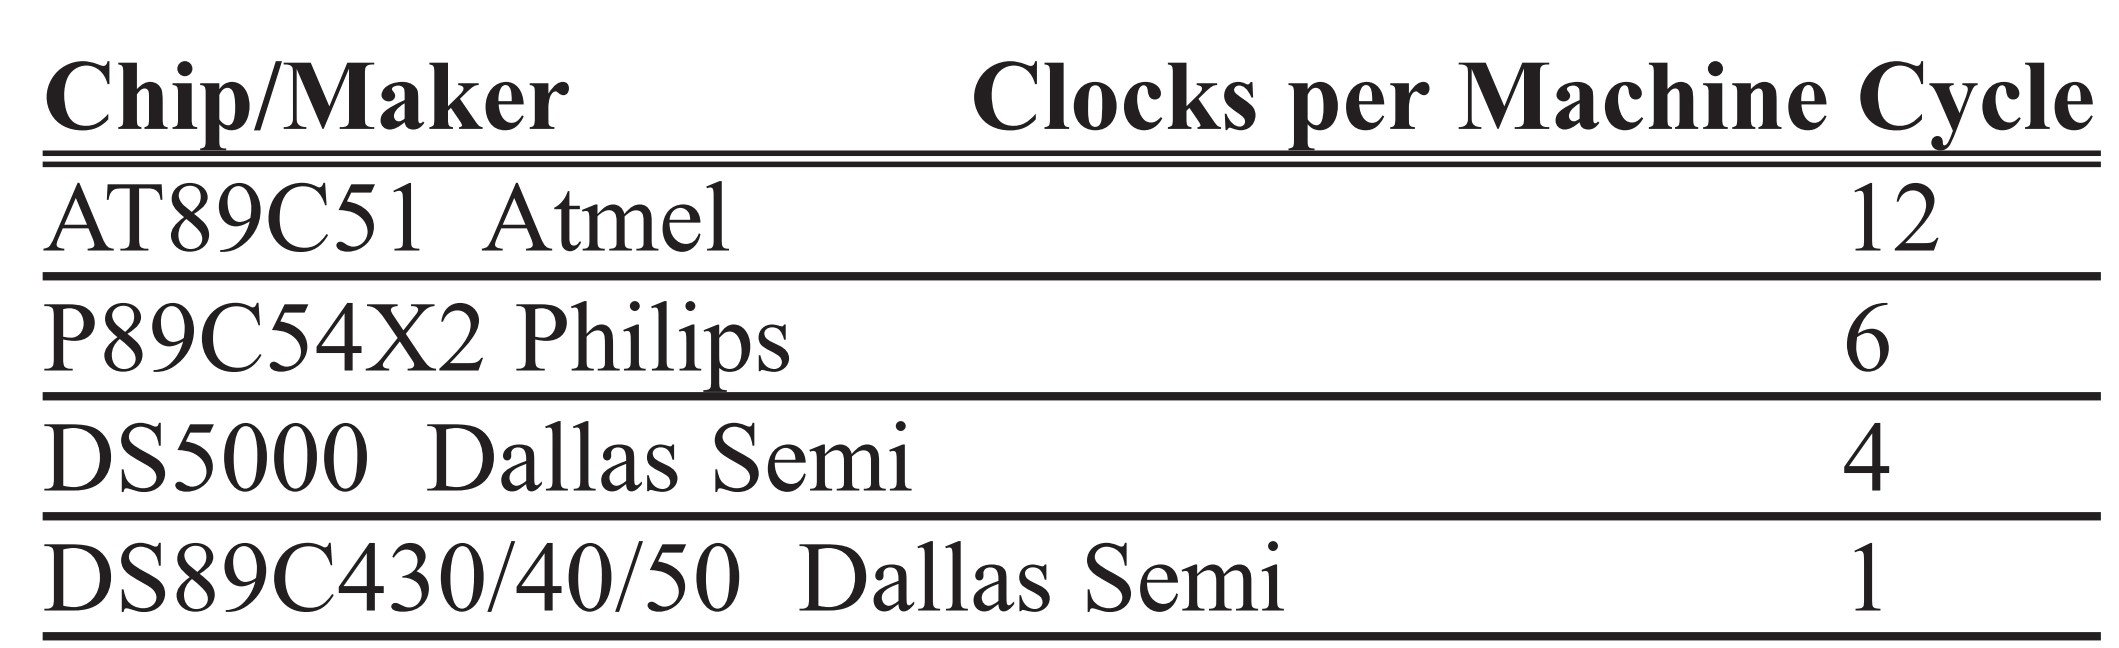 Chip/Maker Clocks per Machine Cycle
AT89C51 Atmel 12
P89C54X2 Philips 6
DS5000 Dallas Semi 4
DS89C430/40/50 Dallas Semi 1